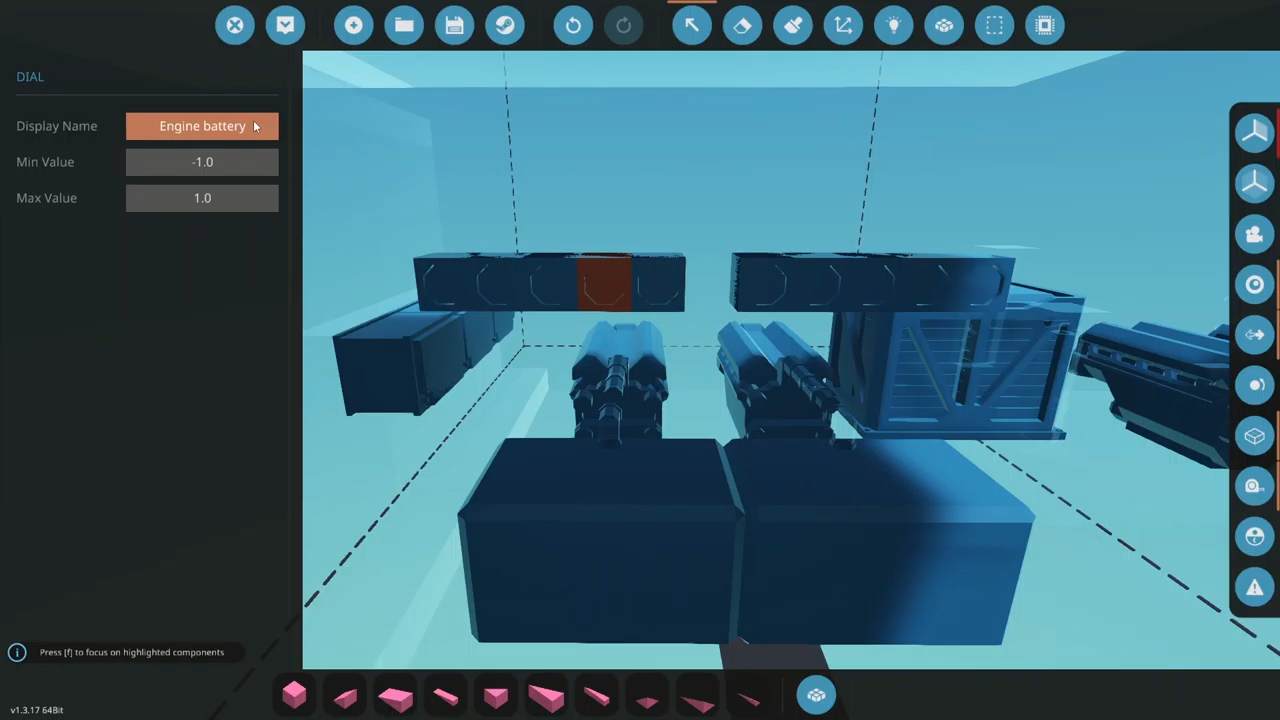 DIAL
Display Name Engine battery
Min Value -1.0
Max Value 1.0
Press [f] to focus on highlighted components
v1.3.17 64Bit